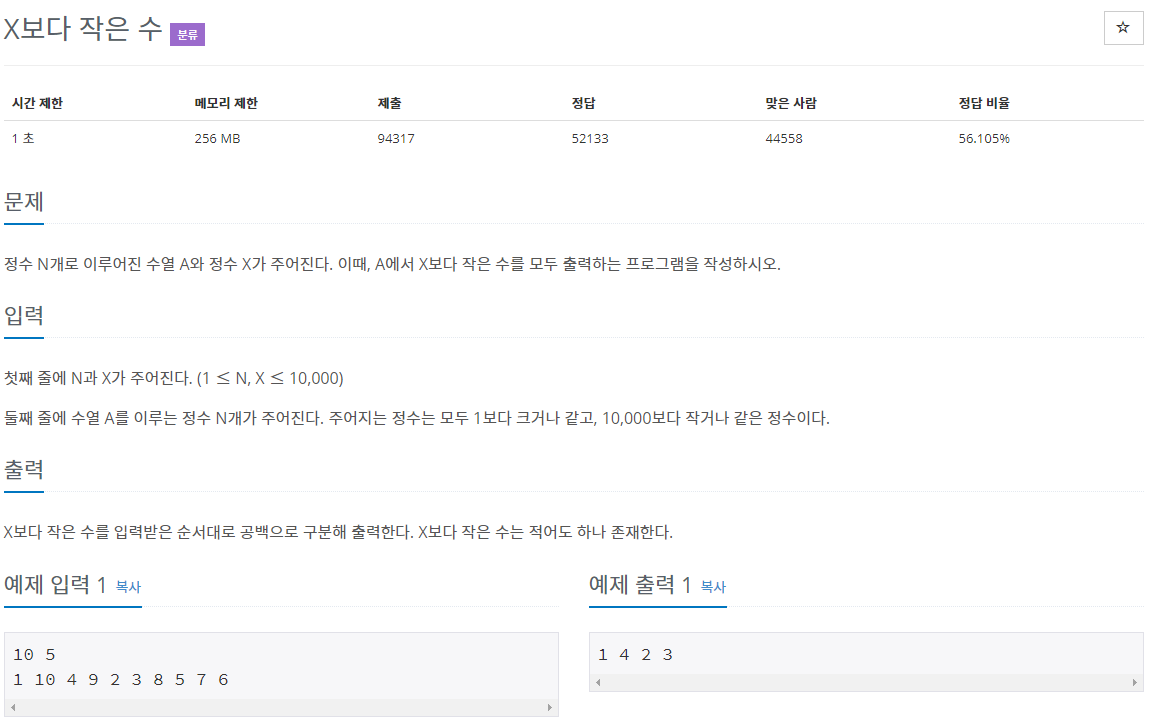 X보다 작은 수 분류
☆
시간 제한 메모리 제한 제출 정답 맞은 사람 정답 비율
1 초 256 MB 94317 52133 44558 56.105%
문제
정수 N개로 이루어진 수열 A와 정수 X가 주어진다. 이때, A에서 X보다 작은 수를 모두 출력하는 프로그램을 작성하시오.
입력
첫째 줄에 N과 X가 주어진다. (1 ≤ N, X ≤ 10,000)
둘째 줄에 수열 A를 이루는 정수 N개가 주어진다. 주어지는 정수는 모두 1보다 크거나 같고, 10,000보다 작거나 같은 정수이다.
출력
X보다 작은 수를 입력받은 순서대로 공백으로 구분해 출력한다. X보다 작은 수는 적어도 하나 존재한다.
예제 입력 1 복사
10 5
1 10 4 9 2 3 8 5 7 6
예제 출력 1 복사
1 4 2 3